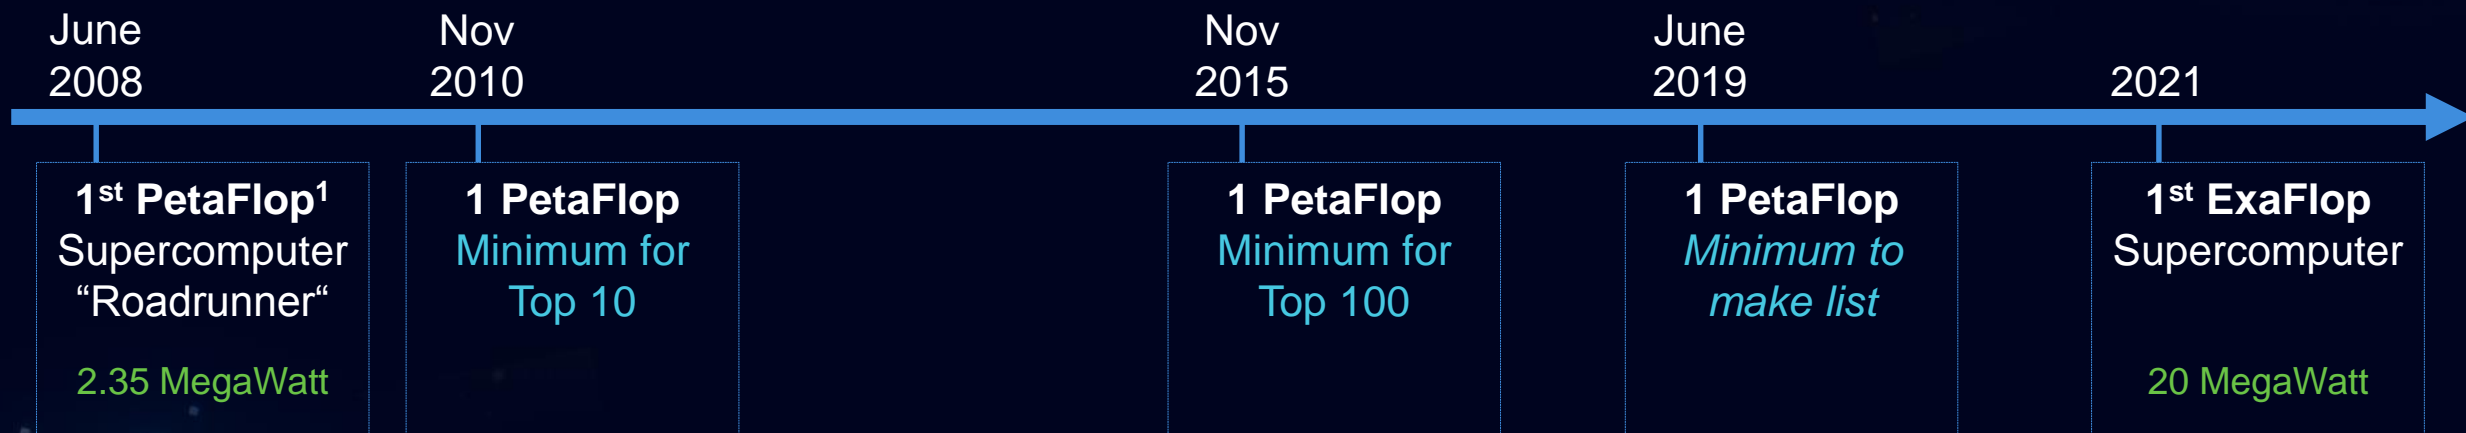 June
2008
Nov
2010
Nov
2015
June
2019
2021
1st PetaFlop1
Supercomputer
“Roadrunner“
2.35 MegaWatt
1 PetaFlop
Minimum for
Top 10
1 PetaFlop
Minimum for
Top 100
1 PetaFlop
Minimum to
make list
1st ExaFlop
Supercomputer
20 MegaWatt